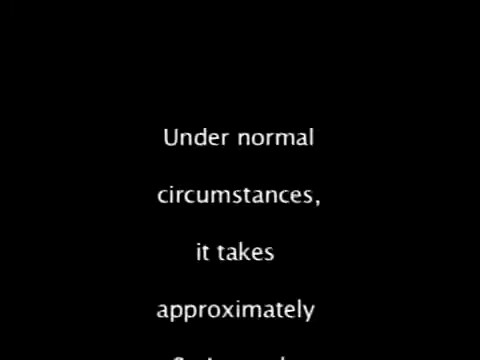 Under normal
circumstances,
it takes
approximately